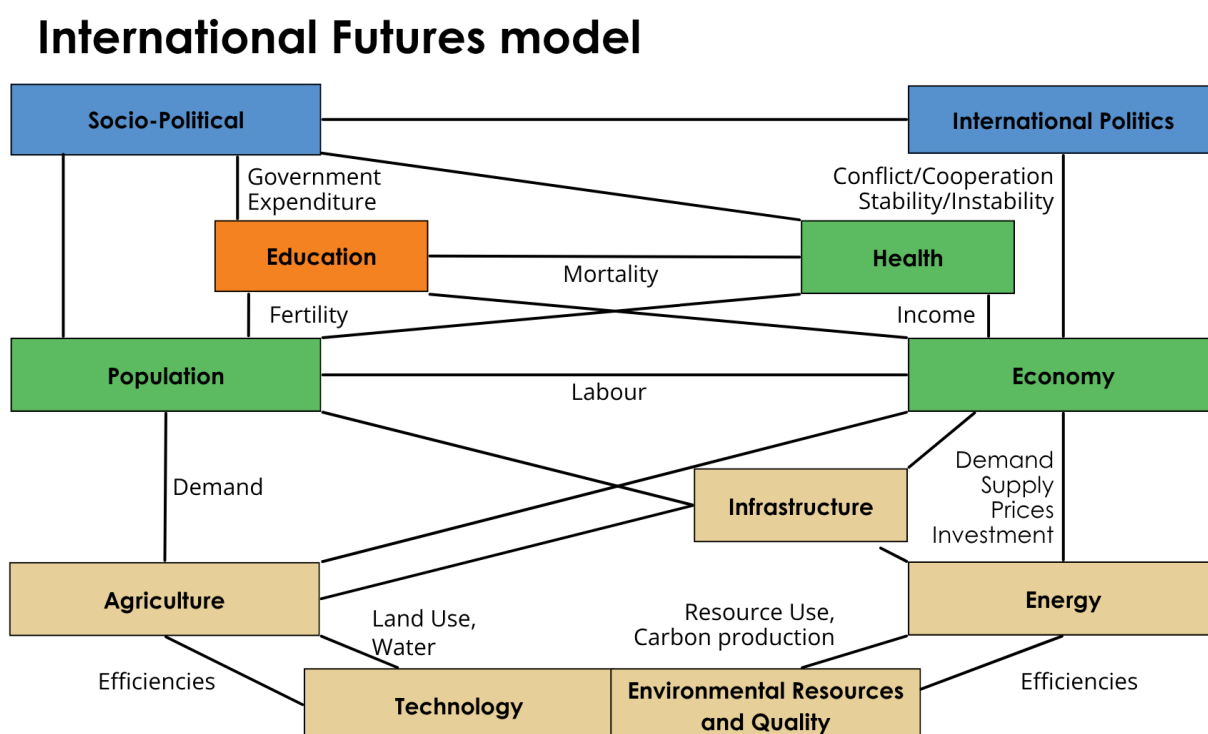 International Futures model
Socio-Political
International Politics
Government
Expenditure
Conflict/Cooperation
Stability/Instability
Education
Health
Mortality
Fertility
Income
Population
Economy
Labour
Demand
Demand
Supply
Prices
Investment
Infrastructure
Agriculture
Energy
Land Use,
Water
Resource Use,
Carbon production
Efficiencies
Efficiencies
Technology
Environmental Resources
and Quality